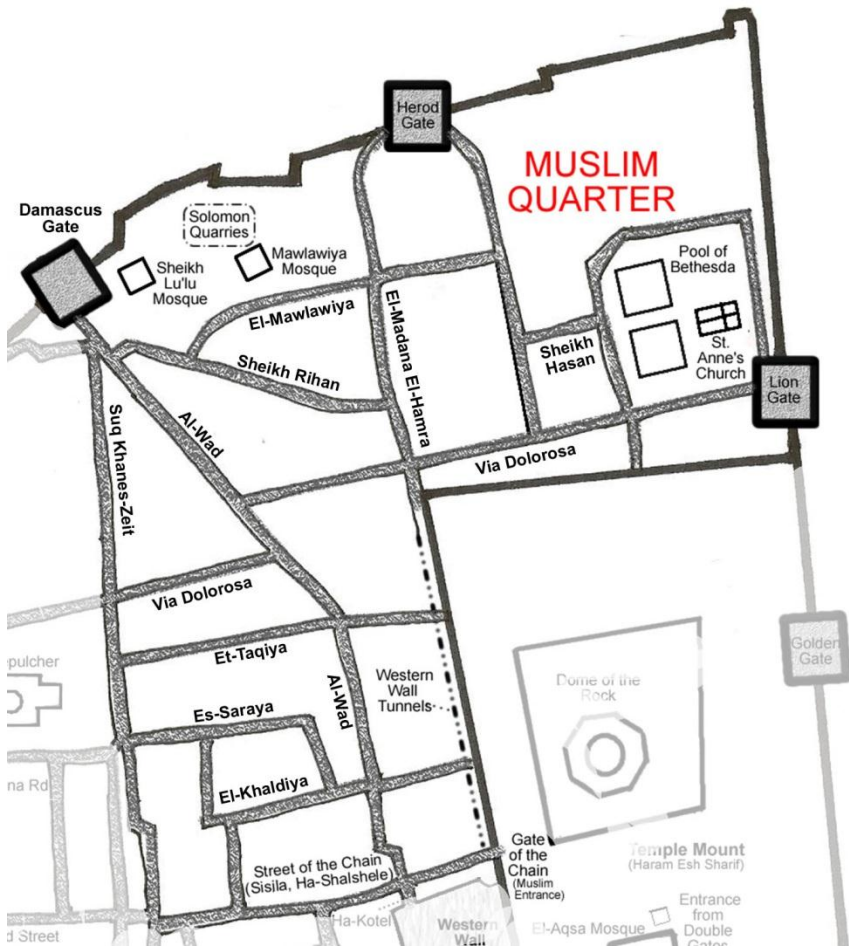 Herod
Gate
MUSLIM
QUARTER
Damascus
Gate
Solomon
Quarries
Mawlawiya
Mosque
Sheikh
Lu'lu
Mosque
Pool of
Bethesda
El-Mawlawiya
El-Madana El-Hamra
St.
Anne's
Church
Sheikh
Hasan
Sheikh Rihan
Lion
Gate
Suq Khanes-Zeit
Al-Wad
Via Dolorosa
Via Dolorosa
Et-Taqiya
Golden
Gate
epulcher
Western
Wall
Tunnels
Dome of the
Rock
Al-Wad
Es-Saraya
na Rd
El-Khaldiya
Gate
of the
Chain
(Muslim
Entrance)
Temple Mount
(Haram Esh Sharif)
Street of the Chain
(Sisila, Ha-Shalshele)
Ha-Kotel
Western
Wall
El-Aqsa Mosque
Entrance
from
Double
Gates
d Street